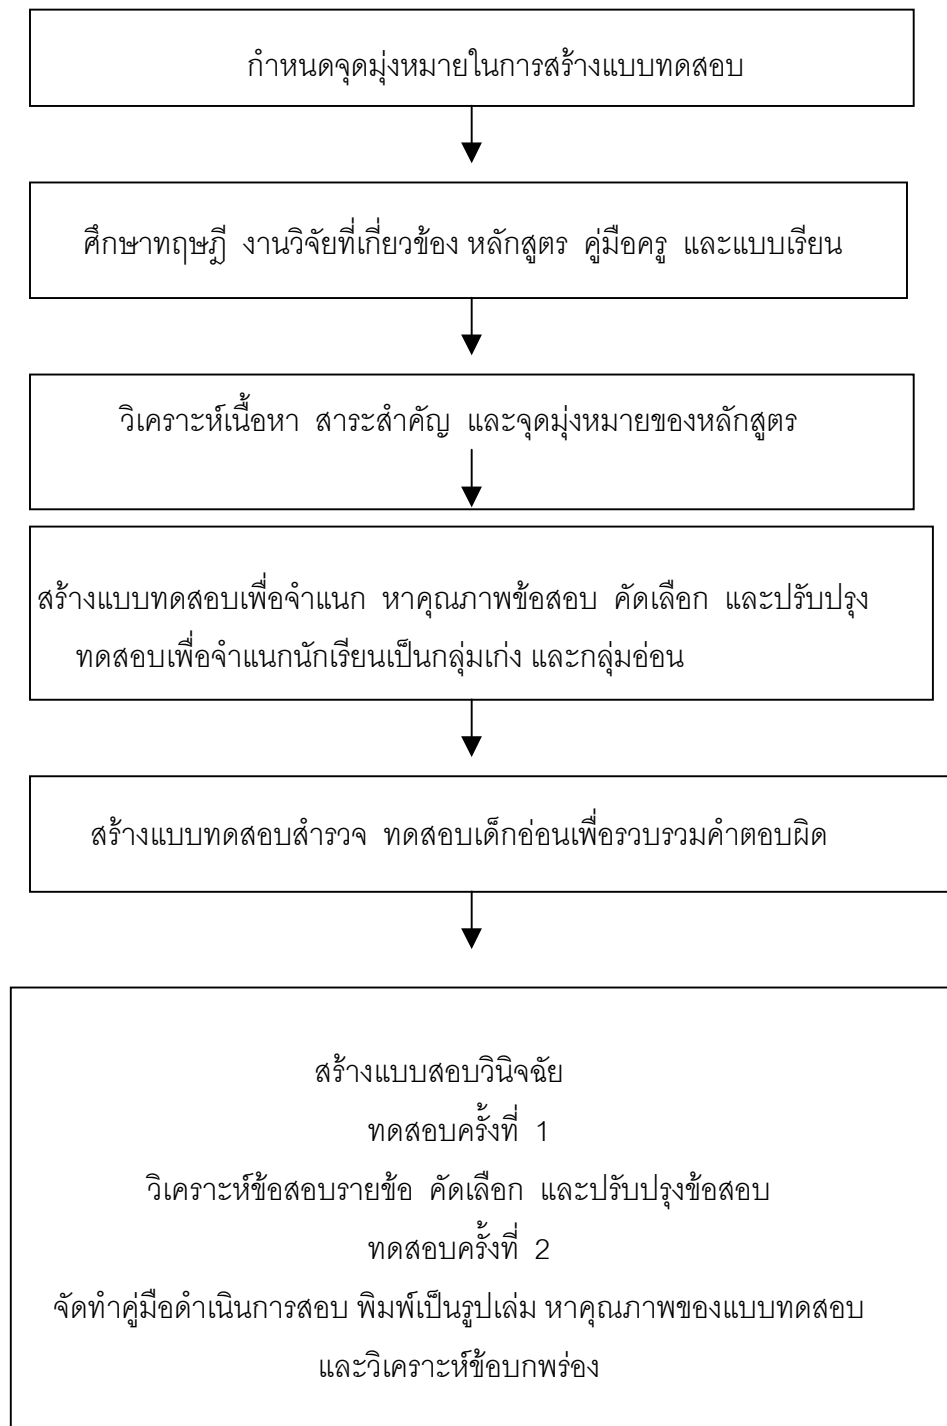 กำหนดจุดมุ่งหมายในการสร้างแบบทดสอบ
ศึกษาทฤษฎี งานวิจัยที่เกี่ยวข้อง หลักสูตร คู่มือครู และแบบเรียน
วิเคราะห์เนื้อหา สาระสำคัญ และจุดมุ่งหมายของหลักสูตร
สร้างแบบทดสอบเพื่อจำแนก หาคุณภาพข้อสอบ คัดเลือก และปรับปรุง
ทดสอบเพื่อจำแนกนักเรียนเป็นกลุ่มเก่ง และกลุ่มอ่อน
สร้างแบบทดสอบสำรวจ ทดสอบเด็กอ่อนเพื่อรวบรวมคำตอบผิด
สร้างแบบสอบวินิจฉัย
ทดสอบครั้งที่ 1
วิเคราะห์ข้อสอบรายข้อ คัดเลือก และปรับปรุงข้อสอบ
ทดสอบครั้งที่ 2
จัดทำคู่มือดำเนินการสอบ พิมพ์เป็นรูปเล่ม หาคุณภาพของแบบทดสอบ
และวิเคราะห์ข้อบกพร่อง